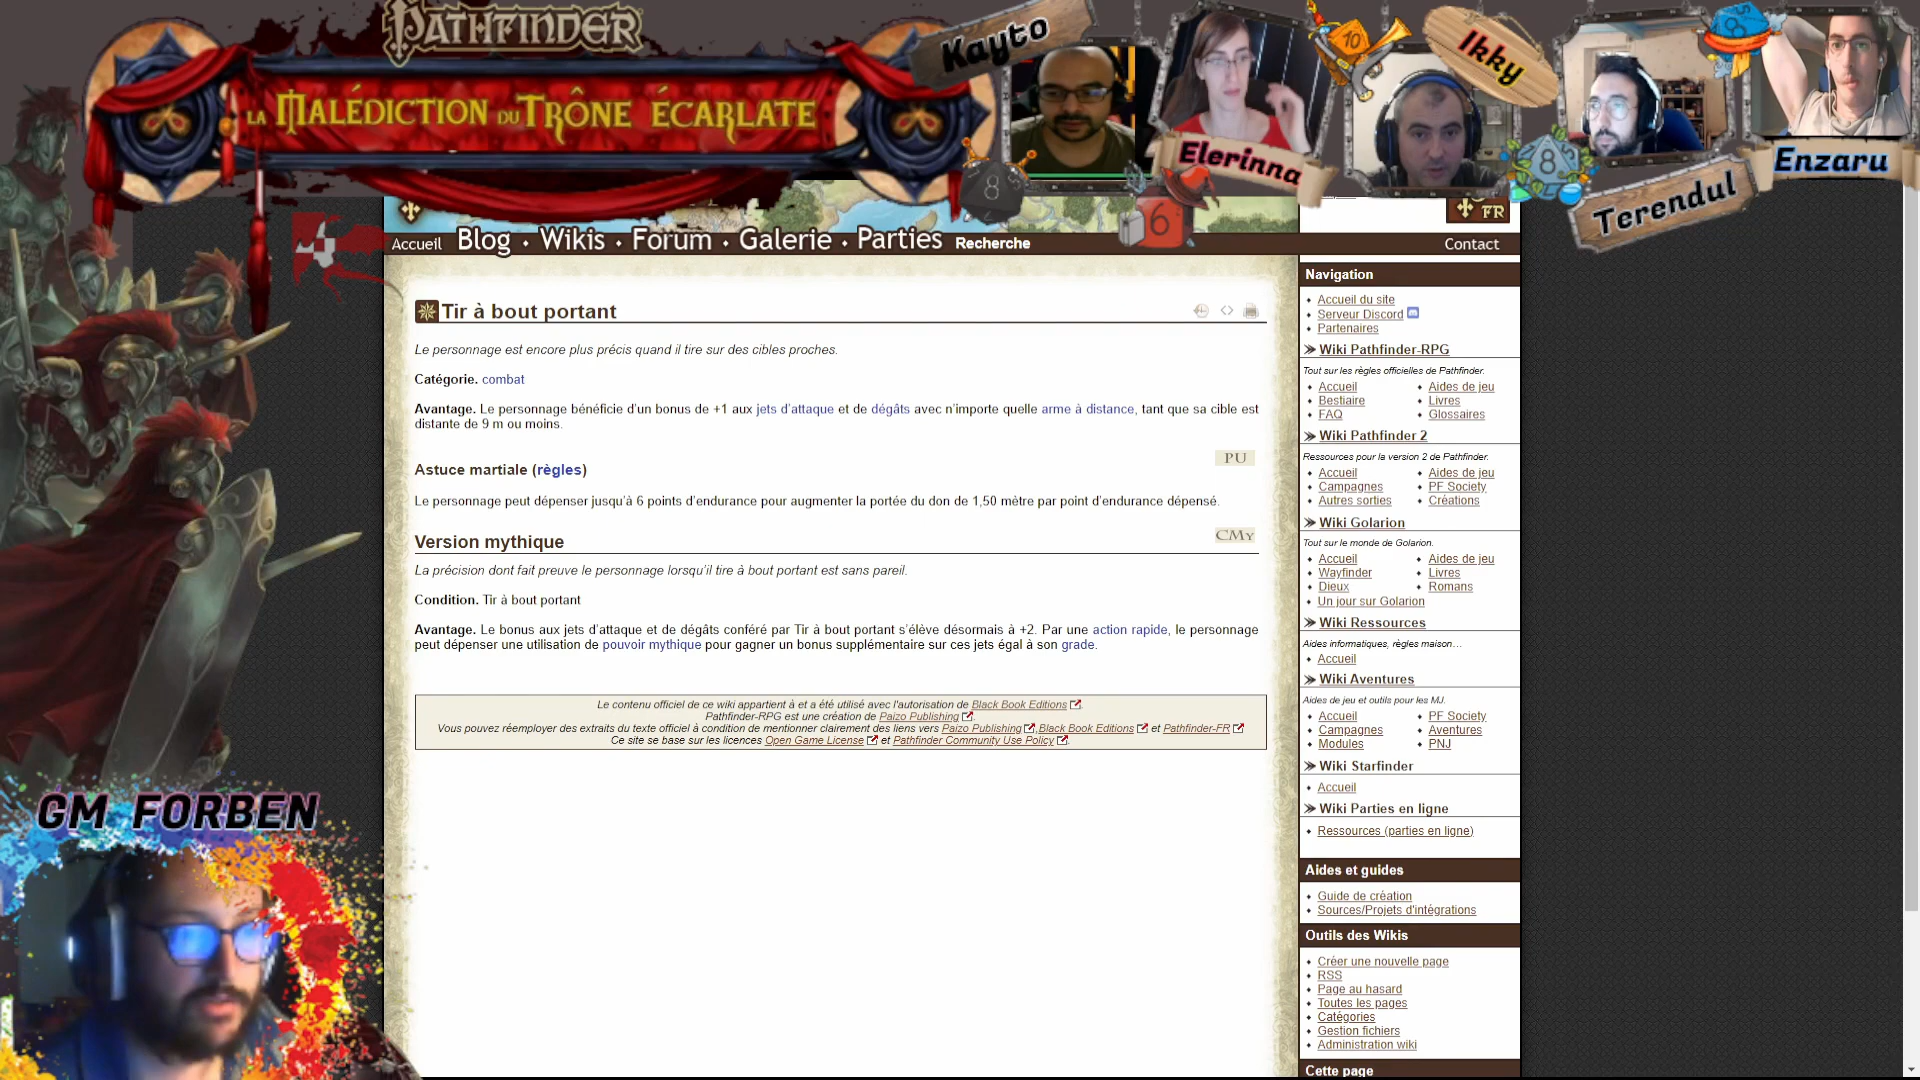 PATHFINDER
LA MALÉDICTION DU TRÔNE ÉCARLATE
Kayto
Elerinna
Ikky
Terendul
Enzaru
10
8
6
8
FR
Accueil Blog • Wikis • Forum • Galerie • Parties Recherche
Contact
Tir à bout portant
Le personnage est encore plus précis quand il tire sur des cibles proches.
Catégorie. combat
Avantage. Le personnage bénéficie d'un bonus de +1 aux jets d'attaque et de dégâts avec n'importe quelle arme à distance, tant que sa cible est
distante de 9 m ou moins.
PU
Astuce martiale (règles)
Le personnage peut dépenser jusqu'à 6 points d'endurance pour augmenter la portée du don de 1,50 mètre par point d'endurance dépensé.
CMy
Version mythique
La précision dont fait preuve le personnage lorsqu'il tire à bout portant est sans pareil.
Condition. Tir à bout portant
Avantage. Le bonus aux jets d'attaque et de dégâts conféré par Tir à bout portant s'élève désormais à +2. Par une action rapide, le personnage
peut dépenser une utilisation de pouvoir mythique pour gagner un bonus supplémentaire sur ces jets égal à son grade.
Le contenu officiel de ce wiki appartient à et a été utilisé avec l'autorisation de Black Book Editions.
Pathfinder-RPG est une création de Paizo Publishing.
Vous pouvez réemployer des extraits du texte officiel à condition de mentionner clairement des liens vers Paizo Publishing, Black Book Editions et Pathfinder-FR
Ce site se base sur les licences Open Game License et Pathfinder Community Use Policy.
Navigation
Accueil du site
Serveur Discord
Partenaires
Wiki Pathfinder-RPG
Tout sur les règles officielles de Pathfinder.
Accueil Aides de jeu
Bestiaire Livres
FAQ Glossaires
Wiki Pathfinder 2
Ressources pour la version 2 de Pathfinder.
Accueil Aides de jeu
Campagnes PF Society
Autres sorties Créations
Wiki Golarion
Tout sur le monde de Golarion.
Accueil Aides de jeu
Wayfinder Livres
Dieux Romans
Un jour sur Golarion
Wiki Ressources
Aides informatiques, règles maison…
Accueil
Wiki Aventures
Aides de jeu et outils pour les MJ.
Accueil PF Society
Campagnes Aventures
Modules PNJ
Wiki Starfinder
Accueil
Wiki Parties en ligne
Ressources (parties en ligne)
Aides et guides
Guide de création
Sources/Projets d'intégrations
Outils des Wikis
Créer une nouvelle page
RSS
Page au hasard
Toutes les pages
Catégories
Gestion fichiers
Administration wiki
Cette page
GM FORBEN